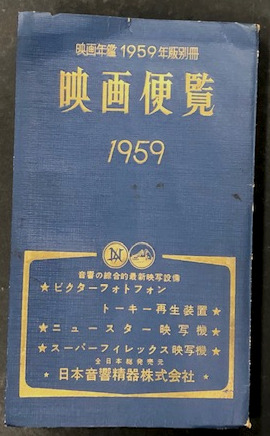 映画年鑑 1959年版別冊
映画便覧
1959
音響の綜合的最新映写設備
★ビクターフォトフォン
トーキー再生装置★
★ニュースター映写機★
★スーパーフイレックス映写機★
全日本総発売元
★日本音響精器株式会社★